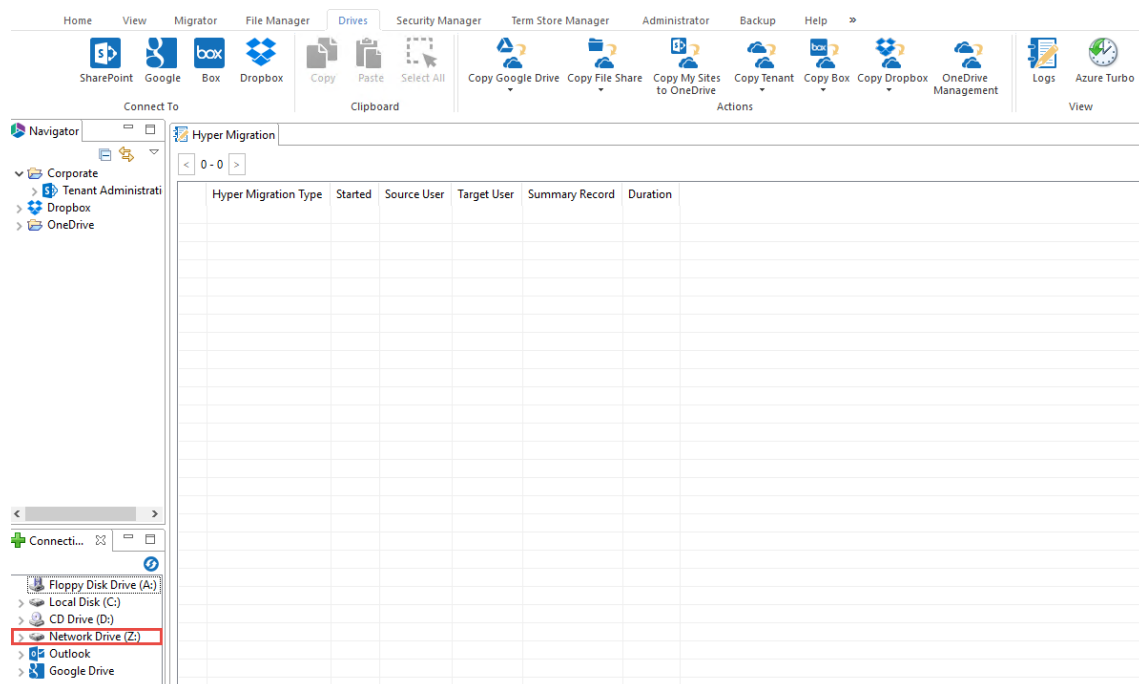 Home View Migrator File Manager Drives Security Manager Term Store Manager Administrator Backup Help »
SharePoint Google Box Dropbox Copy Paste Select All Copy Google Drive Copy File Share Copy My Sites to OneDrive Copy Tenant Copy Box Copy Dropbox OneDrive Management Logs Azure Turbo
Connect To Clipboard Actions View
Navigator
Hyper Migration
< 0 - 0 >
Corporate
Tenant Administrati
Dropbox
OneDrive
Hyper Migration Type Started Source User Target User Summary Record Duration
Connecti...
Floppy Disk Drive (A:)
Local Disk (C:)
CD Drive (D:)
Network Drive (Z:)
Outlook
Google Drive